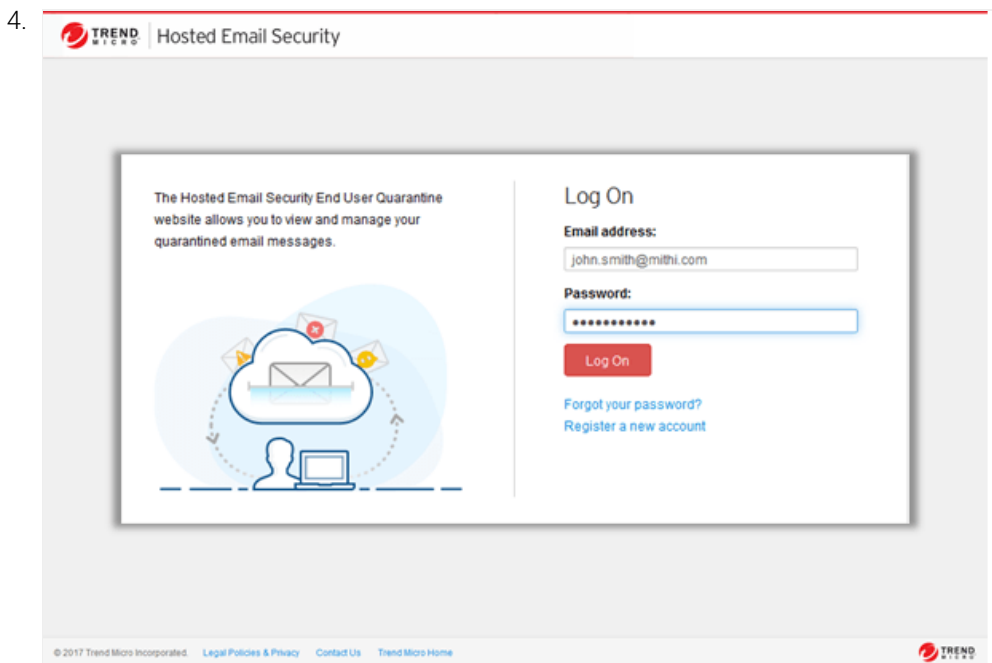 4.
TREND MICRO Hosted Email Security
The Hosted Email Security End User Quarantine
website allows you to view and manage your
quarantined email messages.
Log On
Email address:
john.smith@mithi.com
Password:
•••••••••••
Log On
Forgot your password?
Register a new account
© 2017 Trend Micro Incorporated. Legal Policies & Privacy Contact Us Trend Micro Home
TREND MICRO